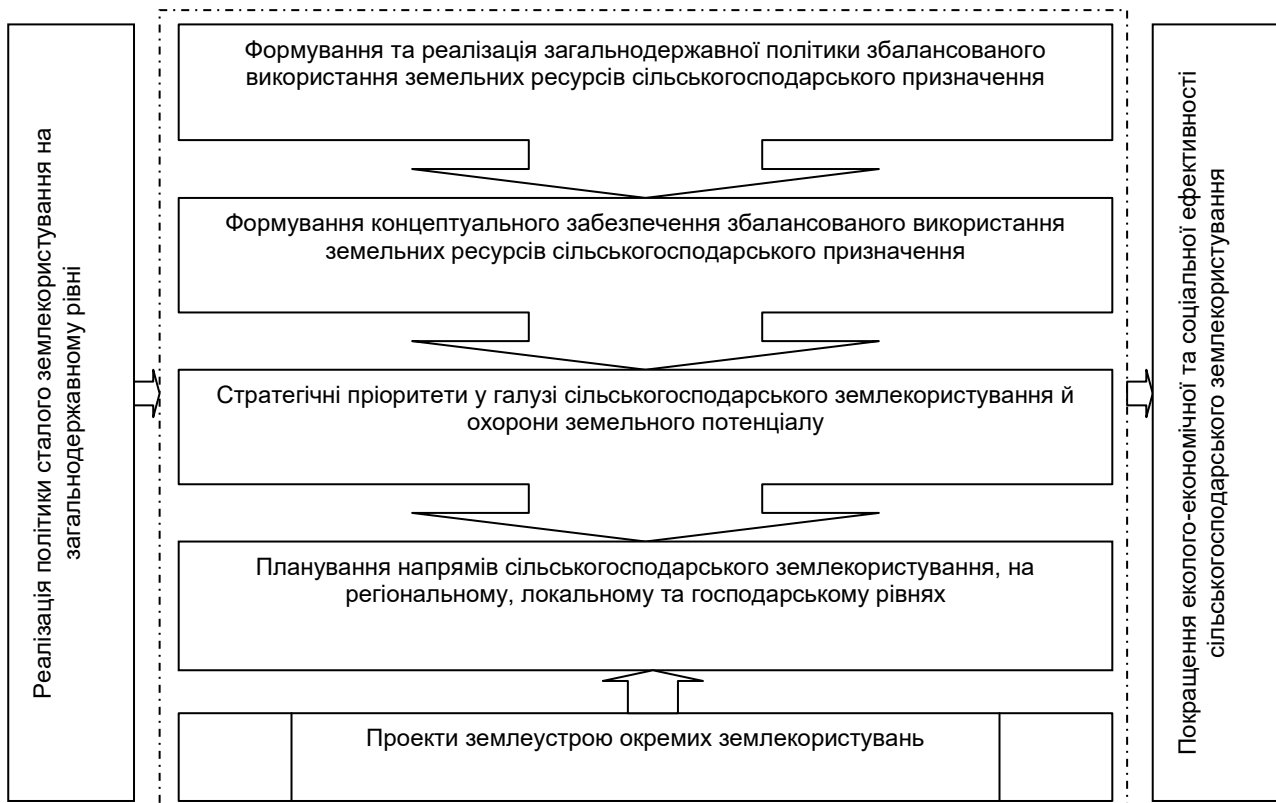 Реалізація політики сталого землекористування на
загальнодержавному рівні
Формування та реалізація загальнодержавної політики збалансованого
використання земельних ресурсів сільськогосподарського призначення
Формування концептуального забезпечення збалансованого використання
земельних ресурсів сільськогосподарського призначення
Стратегічні пріоритети у галузі сільськогосподарського землекористування й
охорони земельного потенціалу
Планування напрямів сільськогосподарського землекористування, на
регіональному, локальному та господарському рівнях
Проекти землеустрою окремих землекористувань
Покращення еколого-економічної та соціальної ефективності
сільськогосподарського землекористування